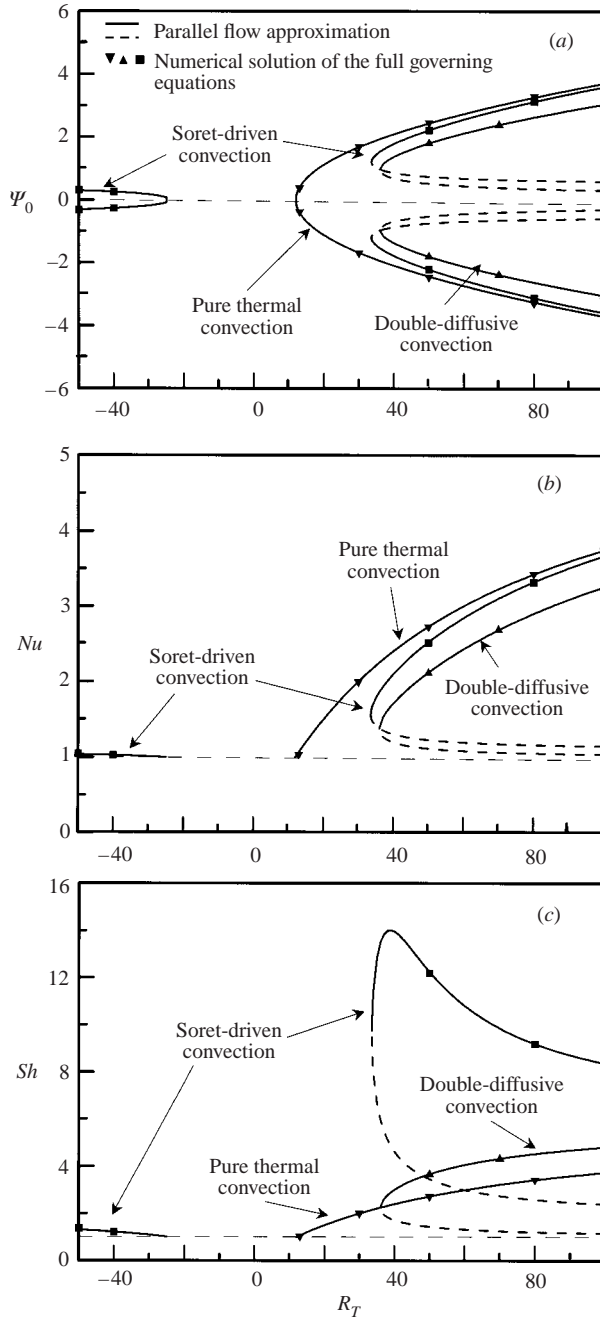 Parallel flow approximation
(a)
Numerical solution of the full governing
equations
6
4
2
0
−2
−4
−6
Ψ0
Soret-driven
convection
Pure thermal
convection
Double-diffusive
convection
−40 0 40 80
(b)
5
4
3
2
1
0
Nu
Pure thermal
convection
Soret-driven
convection
Double-diffusive
convection
−40 0 40 80
(c)
16
12
8
4
0
Sh
Soret-driven
convection
Double-diffusive
convection
Pure thermal
convection
−40 0 40 80
R_T